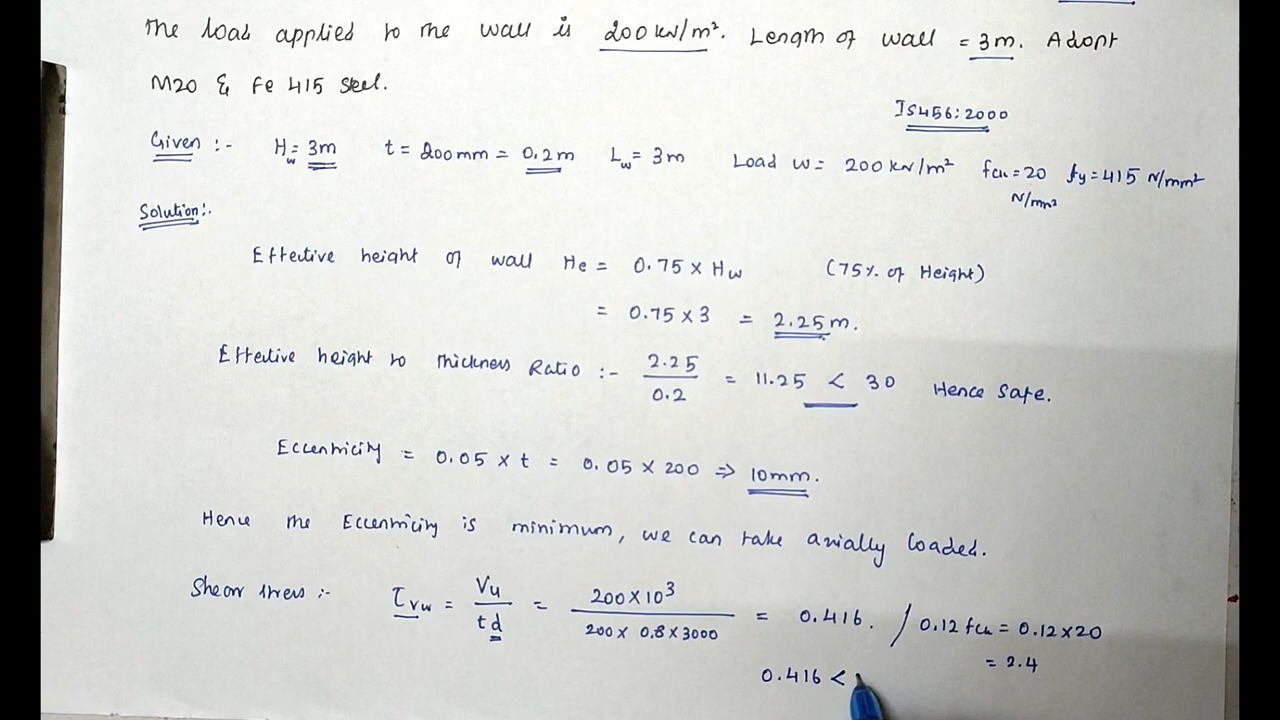 The load applied to the wall is 200 kN/m². Length of wall = 3m. Adopt
M20 & Fe 415 Steel.
IS456:2000
Given :- Hw = 3m t = 200mm = 0.2m Lw = 3m Load w = 200 kN/m² fcu = 20 N/mm² fy = 415 N/mm²
Solution:-
Effective height of wall He = 0.75 × Hw (75% of Height)
= 0.75 × 3 = 2.25m.
Effective height to thickness Ratio :- 2.25 / 0.2 = 11.25 < 30 Hence Safe.
Eccentricity = 0.05 × t = 0.05 × 200 ⇒ 10mm.
Hence the Eccentricity is minimum, we can take axially loaded.
Shear stress :- τvw = Vu / td = 200×10³ / 200 × 0.8 × 3000 = 0.416. / 0.12 fcu = 0.12×20
= 2.4
0.416 <